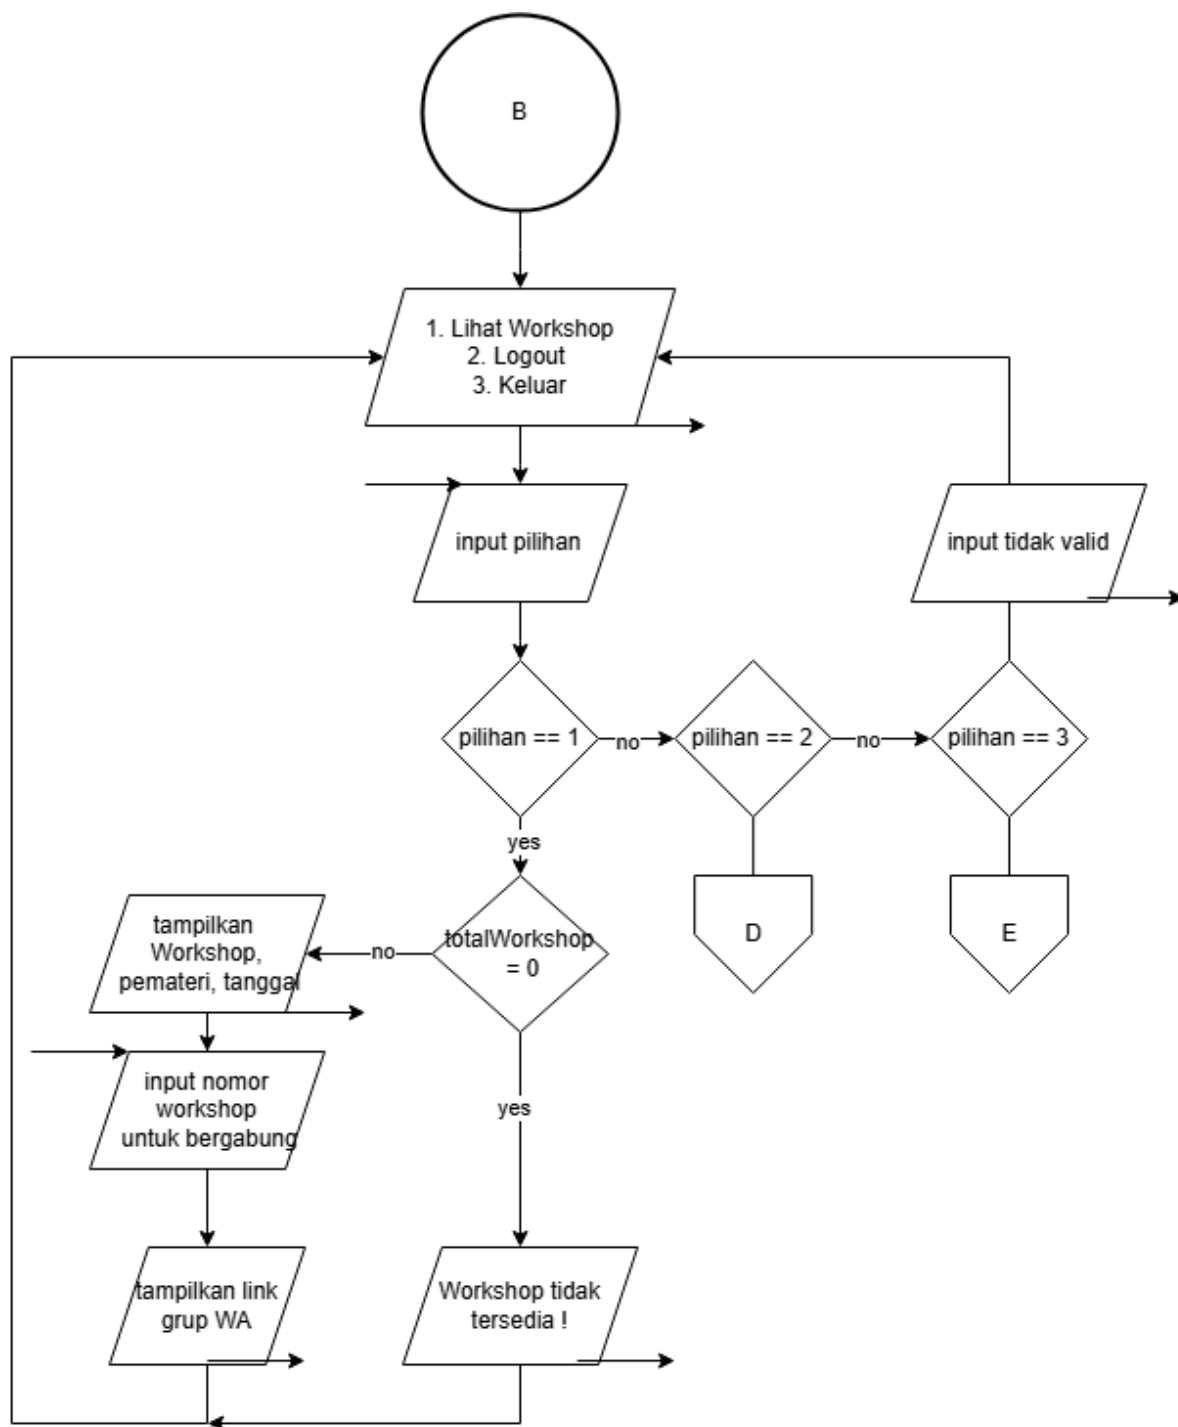 B
1. Lihat Workshop
2. Logout
3. Keluar
input pilihan
input tidak valid
pilihan == 1
no
pilihan == 2
no
pilihan == 3
yes
tampilkan
Workshop,
pemateri, tanggal
no
totalWorkshop
= 0
D
E
input nomor
workshop
untuk bergabung
yes
tampilkan link
grup WA
Workshop tidak
tersedia !